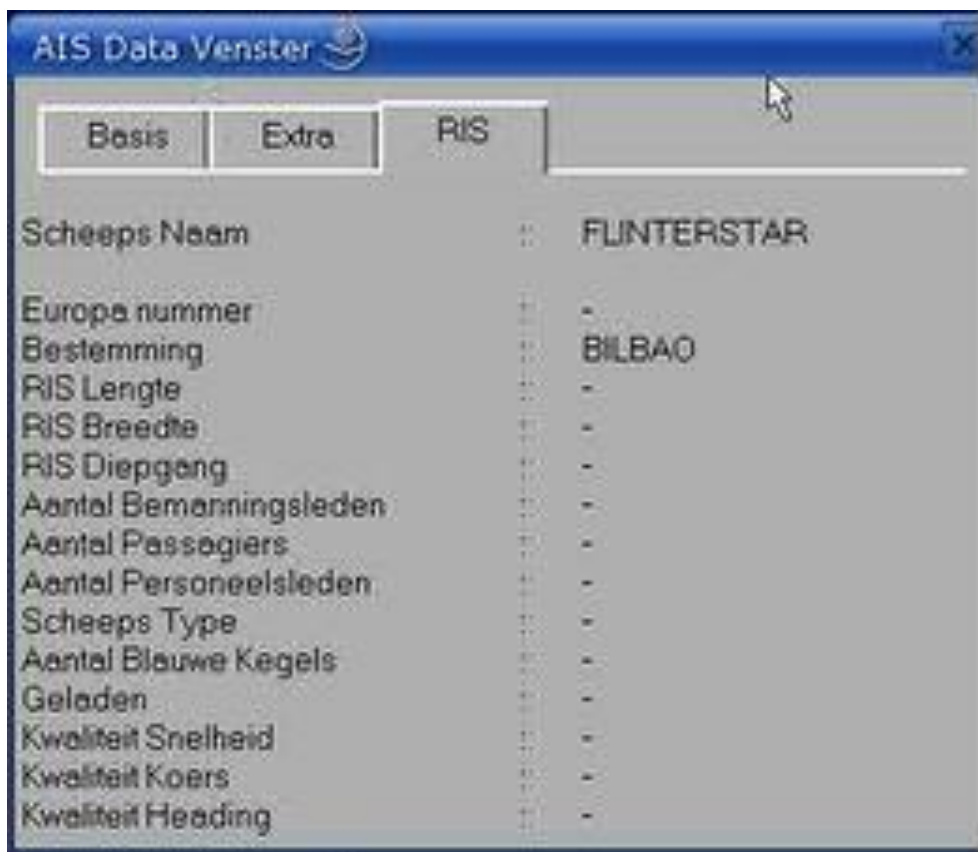 AIS Data Venster
Basis Extra RIS
Scheeps Naam :: FLINTERSTAR
Europa nummer :: -
Bestemming :: BILBAO
RIS Lengte :: -
RIS Breedte :: -
RIS Diepgang :: -
Aantal Bemanningsleden :: -
Aantal Passagiers :: -
Aantal Personeelsleden :: -
Scheeps Type :: -
Aantal Blauwe Kegels :: -
Geladen :: -
Kwaliteit Snelheid :: -
Kwaliteit Koers :: -
Kwaliteit Heading :: -